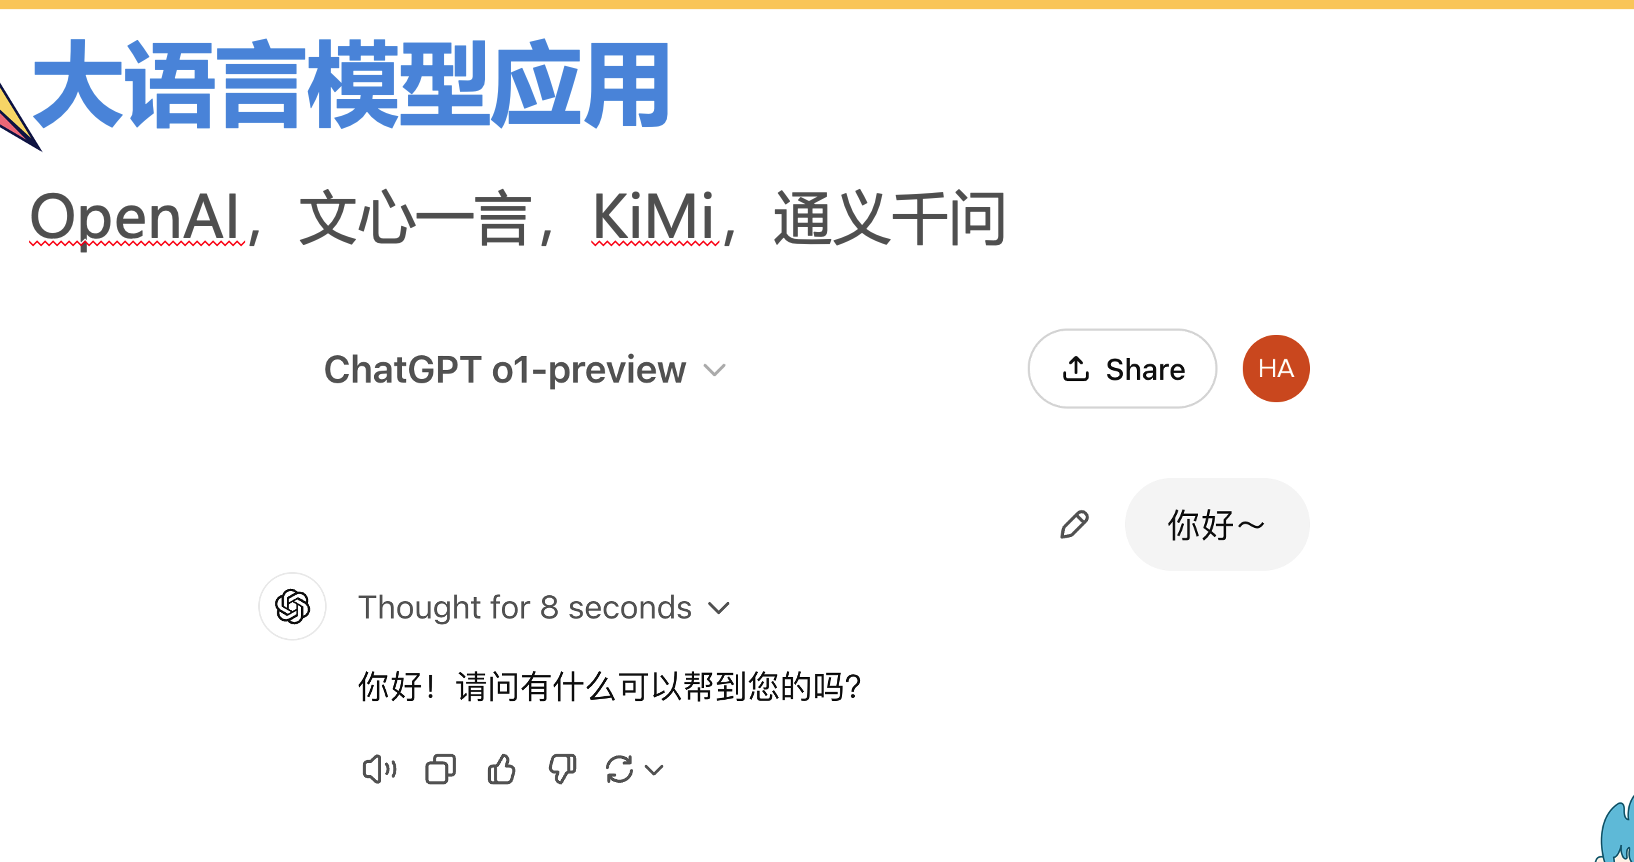 大语言模型应用
OpenAI，文心一言，KiMi，通义千问
ChatGPT o1-preview
Share
HA
你好～
Thought for 8 seconds
你好！请问有什么可以帮到您的吗？